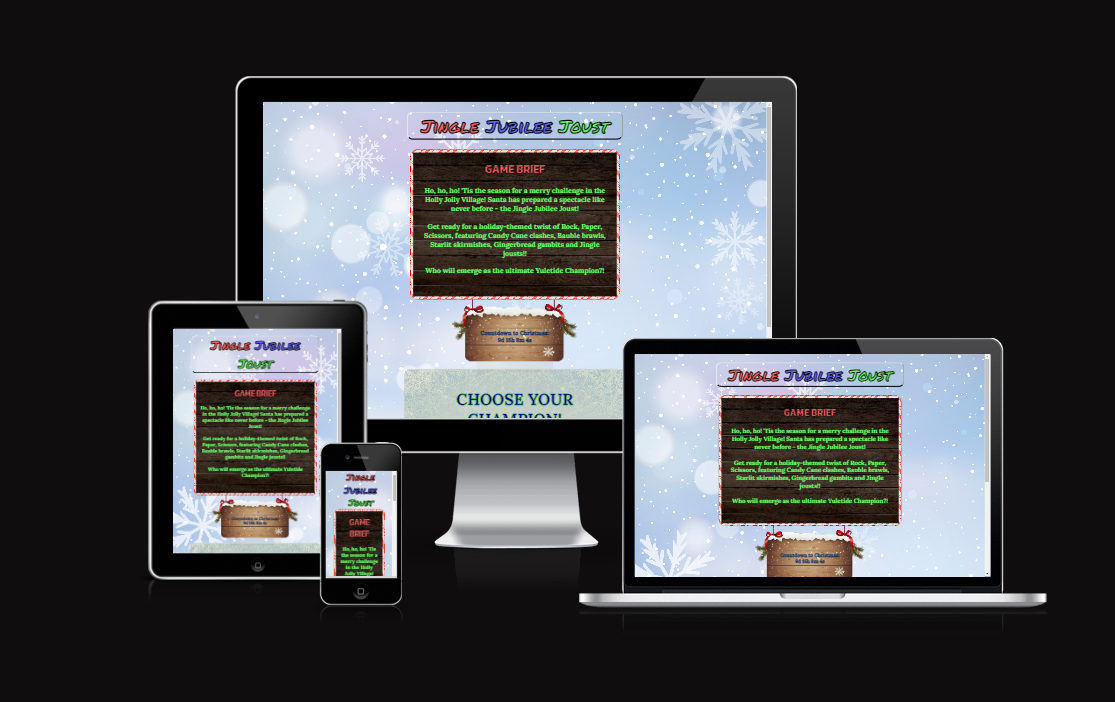 Jingle Jubilee Joust
GAME BRIEF
Ho, ho, ho! 'Tis the season for a merry challenge in the
Holly Jolly Village! Santa has prepared a spectacle like
never before - the Jingle Jubilee Joust!
Get ready for a holiday-themed twist of Rock, Paper,
Scissors, featuring Candy Cane clashes, Bauble brawls,
Starlit skirmishes, Gingerbread gambits and Jingle
jousts!!
Who will emerge as the ultimate Yuletide Champion?!
Countdown to Christmas
9d 15h 8m 4s
CHOOSE YOUR
CHAMPION!
Jingle Jubilee
Joust
GAME BRIEF
Ho, ho, ho! 'Tis the season for a merry challenge
in the Holly Jolly Village! Santa has prepared a
spectacle like never before - the Jingle Jubilee
Joust!
Get ready for a holiday-themed twist of Rock,
Paper, Scissors, featuring Candy Cane clashes,
Bauble brawls, Starlit skirmishes, Gingerbread
gambits and Jingle jousts!!
Who will emerge as the ultimate Yuletide
Champion?!
Countdown to Christmas
Jingle
Jubilee
Joust
GAME
BRIEF
Ho, ho, ho! 'Tis
the season for a
merry challenge
in the Holly
Jolly Village!
Jingle Jubilee Joust
GAME BRIEF
Ho, ho, ho! 'Tis the season for a merry challenge in the
Holly Jolly Village! Santa has prepared a spectacle like
never before - the Jingle Jubilee Joust!
Get ready for a holiday-themed twist of Rock, Paper,
Scissors, featuring Candy Cane clashes, Bauble brawls,
Starlit skirmishes, Gingerbread gambits and Jingle
jousts!!
Who will emerge as the ultimate Yuletide Champion?!
Countdown to Christmas